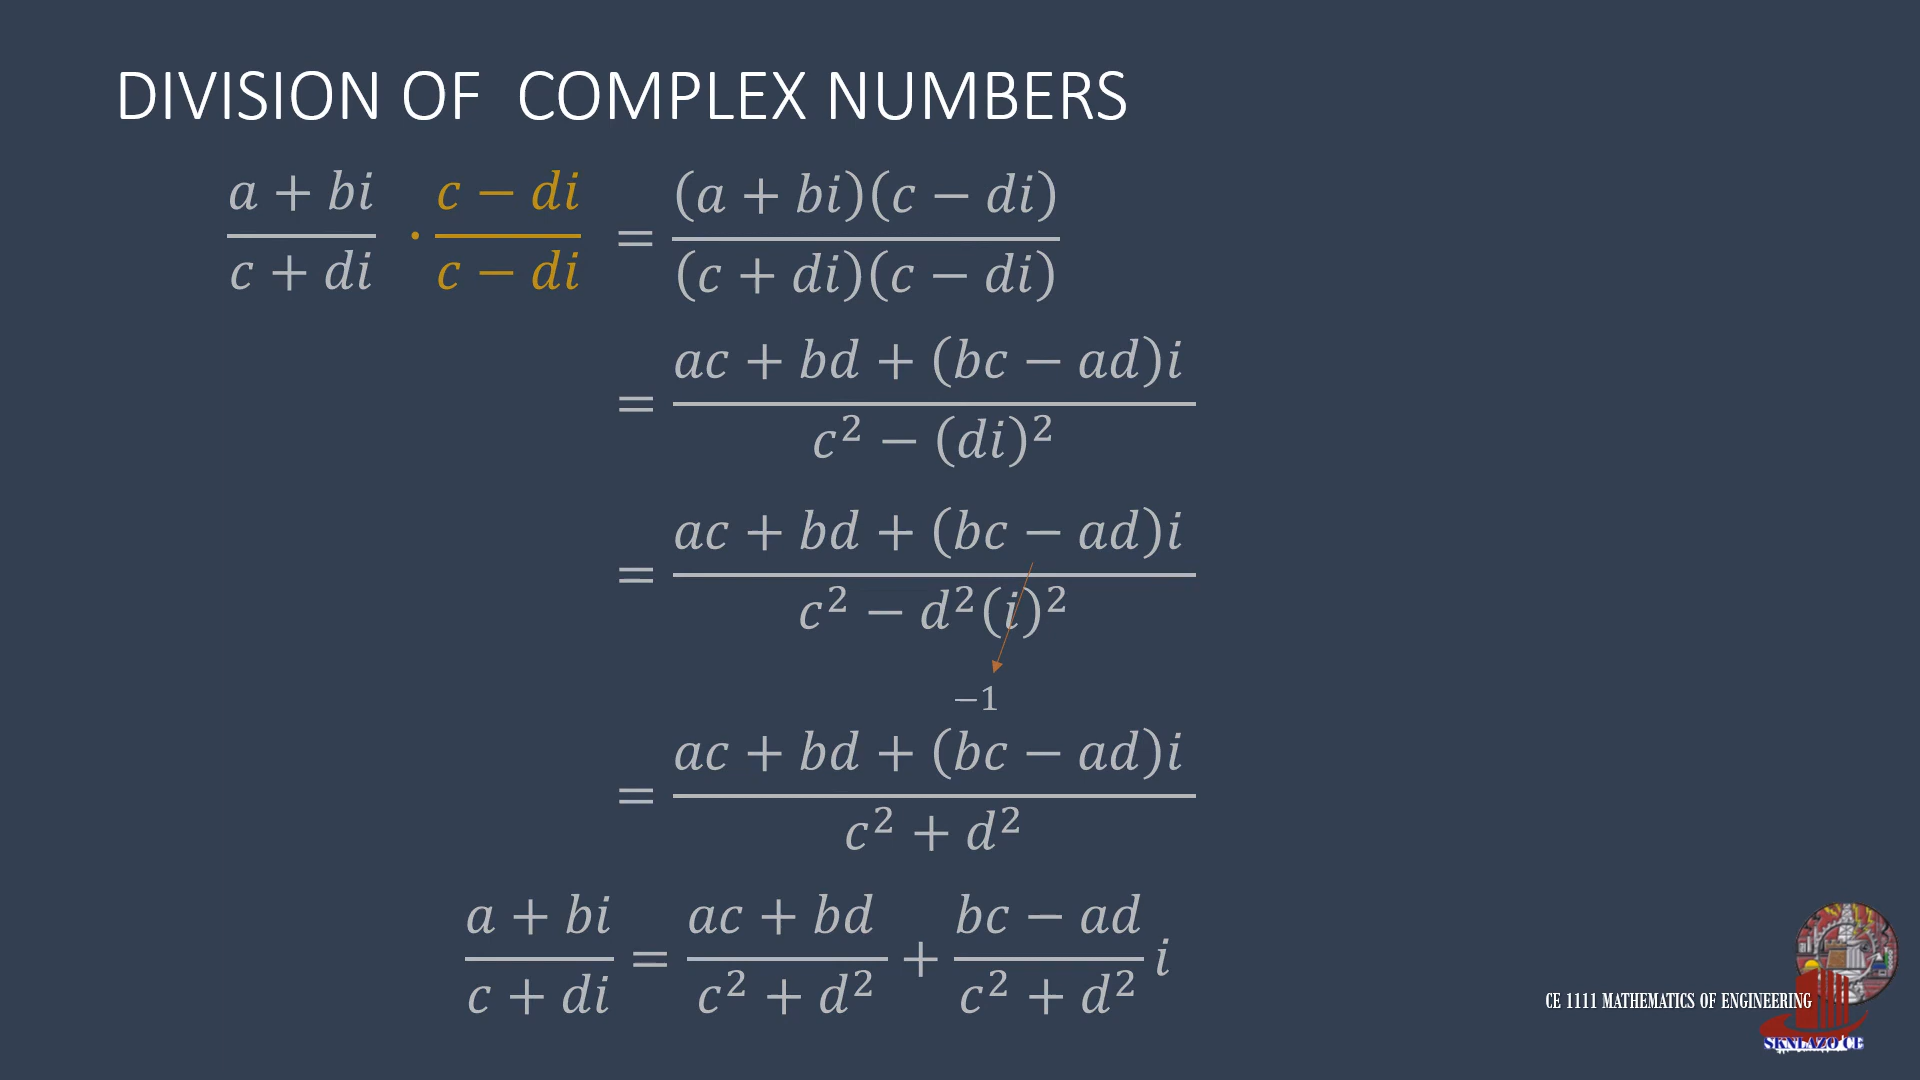 DIVISION OF COMPLEX NUMBERS
\frac{a + bi}{c + di} \cdot \frac{c - di}{c - di} = \frac{(a + bi)(c - di)}{(c + di)(c - di)}
= \frac{ac + bd + (bc - ad)i}{c^2 - (di)^2}
= \frac{ac + bd + (bc - ad)i}{c^2 - d^2(i)^2}
−1
= \frac{ac + bd + (bc - ad)i}{c^2 + d^2}
\frac{a + bi}{c + di} = \frac{ac + bd}{c^2 + d^2} + \frac{bc - ad}{c^2 + d^2} i
CE 1111 MATHEMATICS OF ENGINEERING
SKNLAZO CE